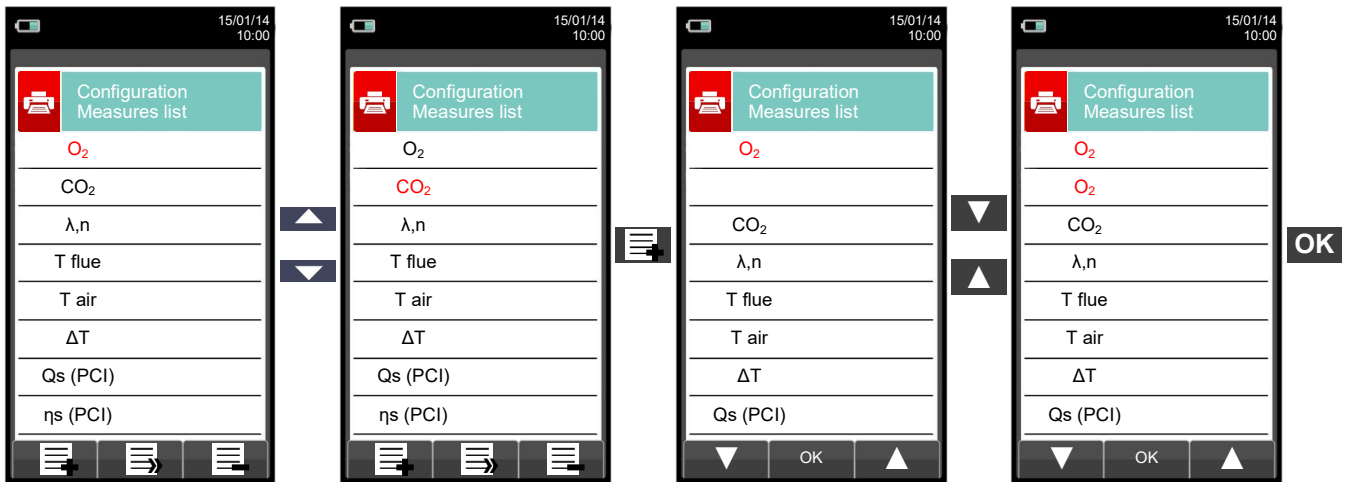 15/01/14
10:00
Configuration
Measures list
O₂
CO₂
λ,n
T flue
T air
ΔT
Qs (PCI)
ηs (PCI)
15/01/14
10:00
Configuration
Measures list
O₂
CO₂
λ,n
T flue
T air
ΔT
Qs (PCI)
ηs (PCI)
15/01/14
10:00
Configuration
Measures list
O₂
CO₂
λ,n
T flue
T air
ΔT
Qs (PCI)
OK
15/01/14
10:00
Configuration
Measures list
O₂
O₂
CO₂
λ,n
T flue
T air
ΔT
Qs (PCI)
OK
OK